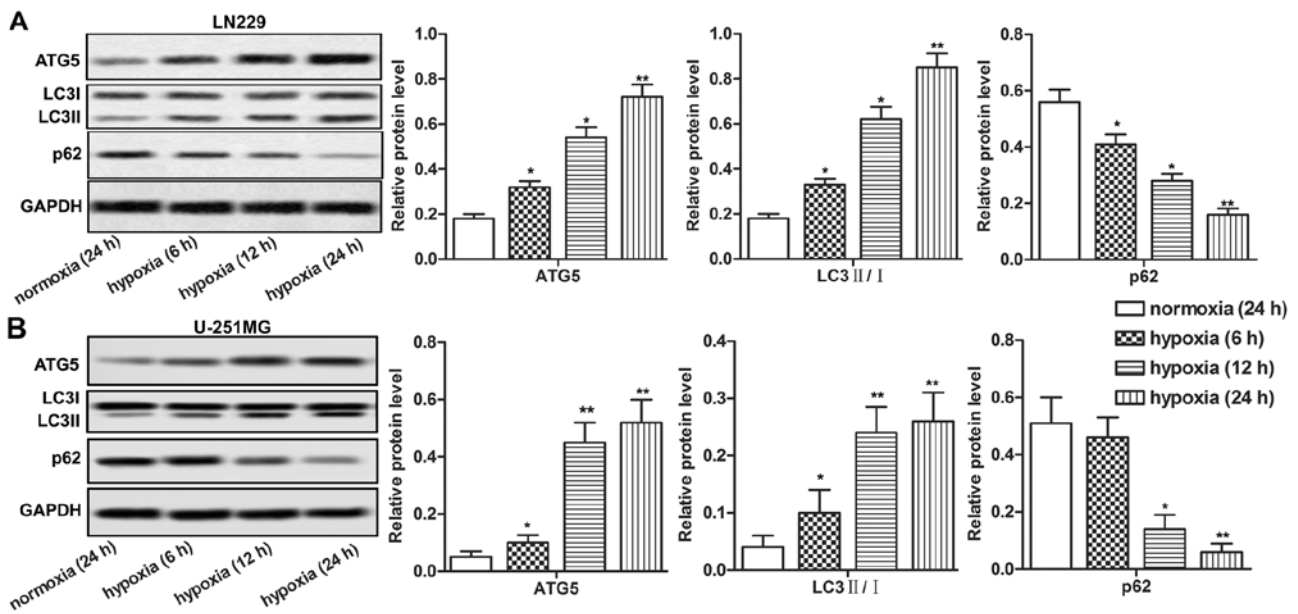 A
LN229
ATG5
LC3I
LC3II
p62
GAPDH
normoxia (24 h)
hypoxia (6 h)
hypoxia (12 h)
hypoxia (24 h)
Relative protein level
1.0
0.8
0.6
0.4
0.2
0.0
*
*
**
ATG5
Relative protein level
1.0
0.8
0.6
0.4
0.2
0.0
*
*
**
LC3 II / I
Relative protein level
0.8
0.6
0.4
0.2
0.0
*
*
**
p62
B
U-251MG
ATG5
LC3I
LC3II
p62
GAPDH
normoxia (24 h)
hypoxia (6 h)
hypoxia (12 h)
hypoxia (24 h)
Relative protein level
0.8
0.6
0.4
0.2
0.0
*
**
**
ATG5
Relative protein level
0.4
0.3
0.2
0.1
0.0
*
**
**
LC3 II / I
Relative protein level
0.8
0.6
0.4
0.2
0.0
*
**
p62
normoxia (24 h)
hypoxia (6 h)
hypoxia (12 h)
hypoxia (24 h)